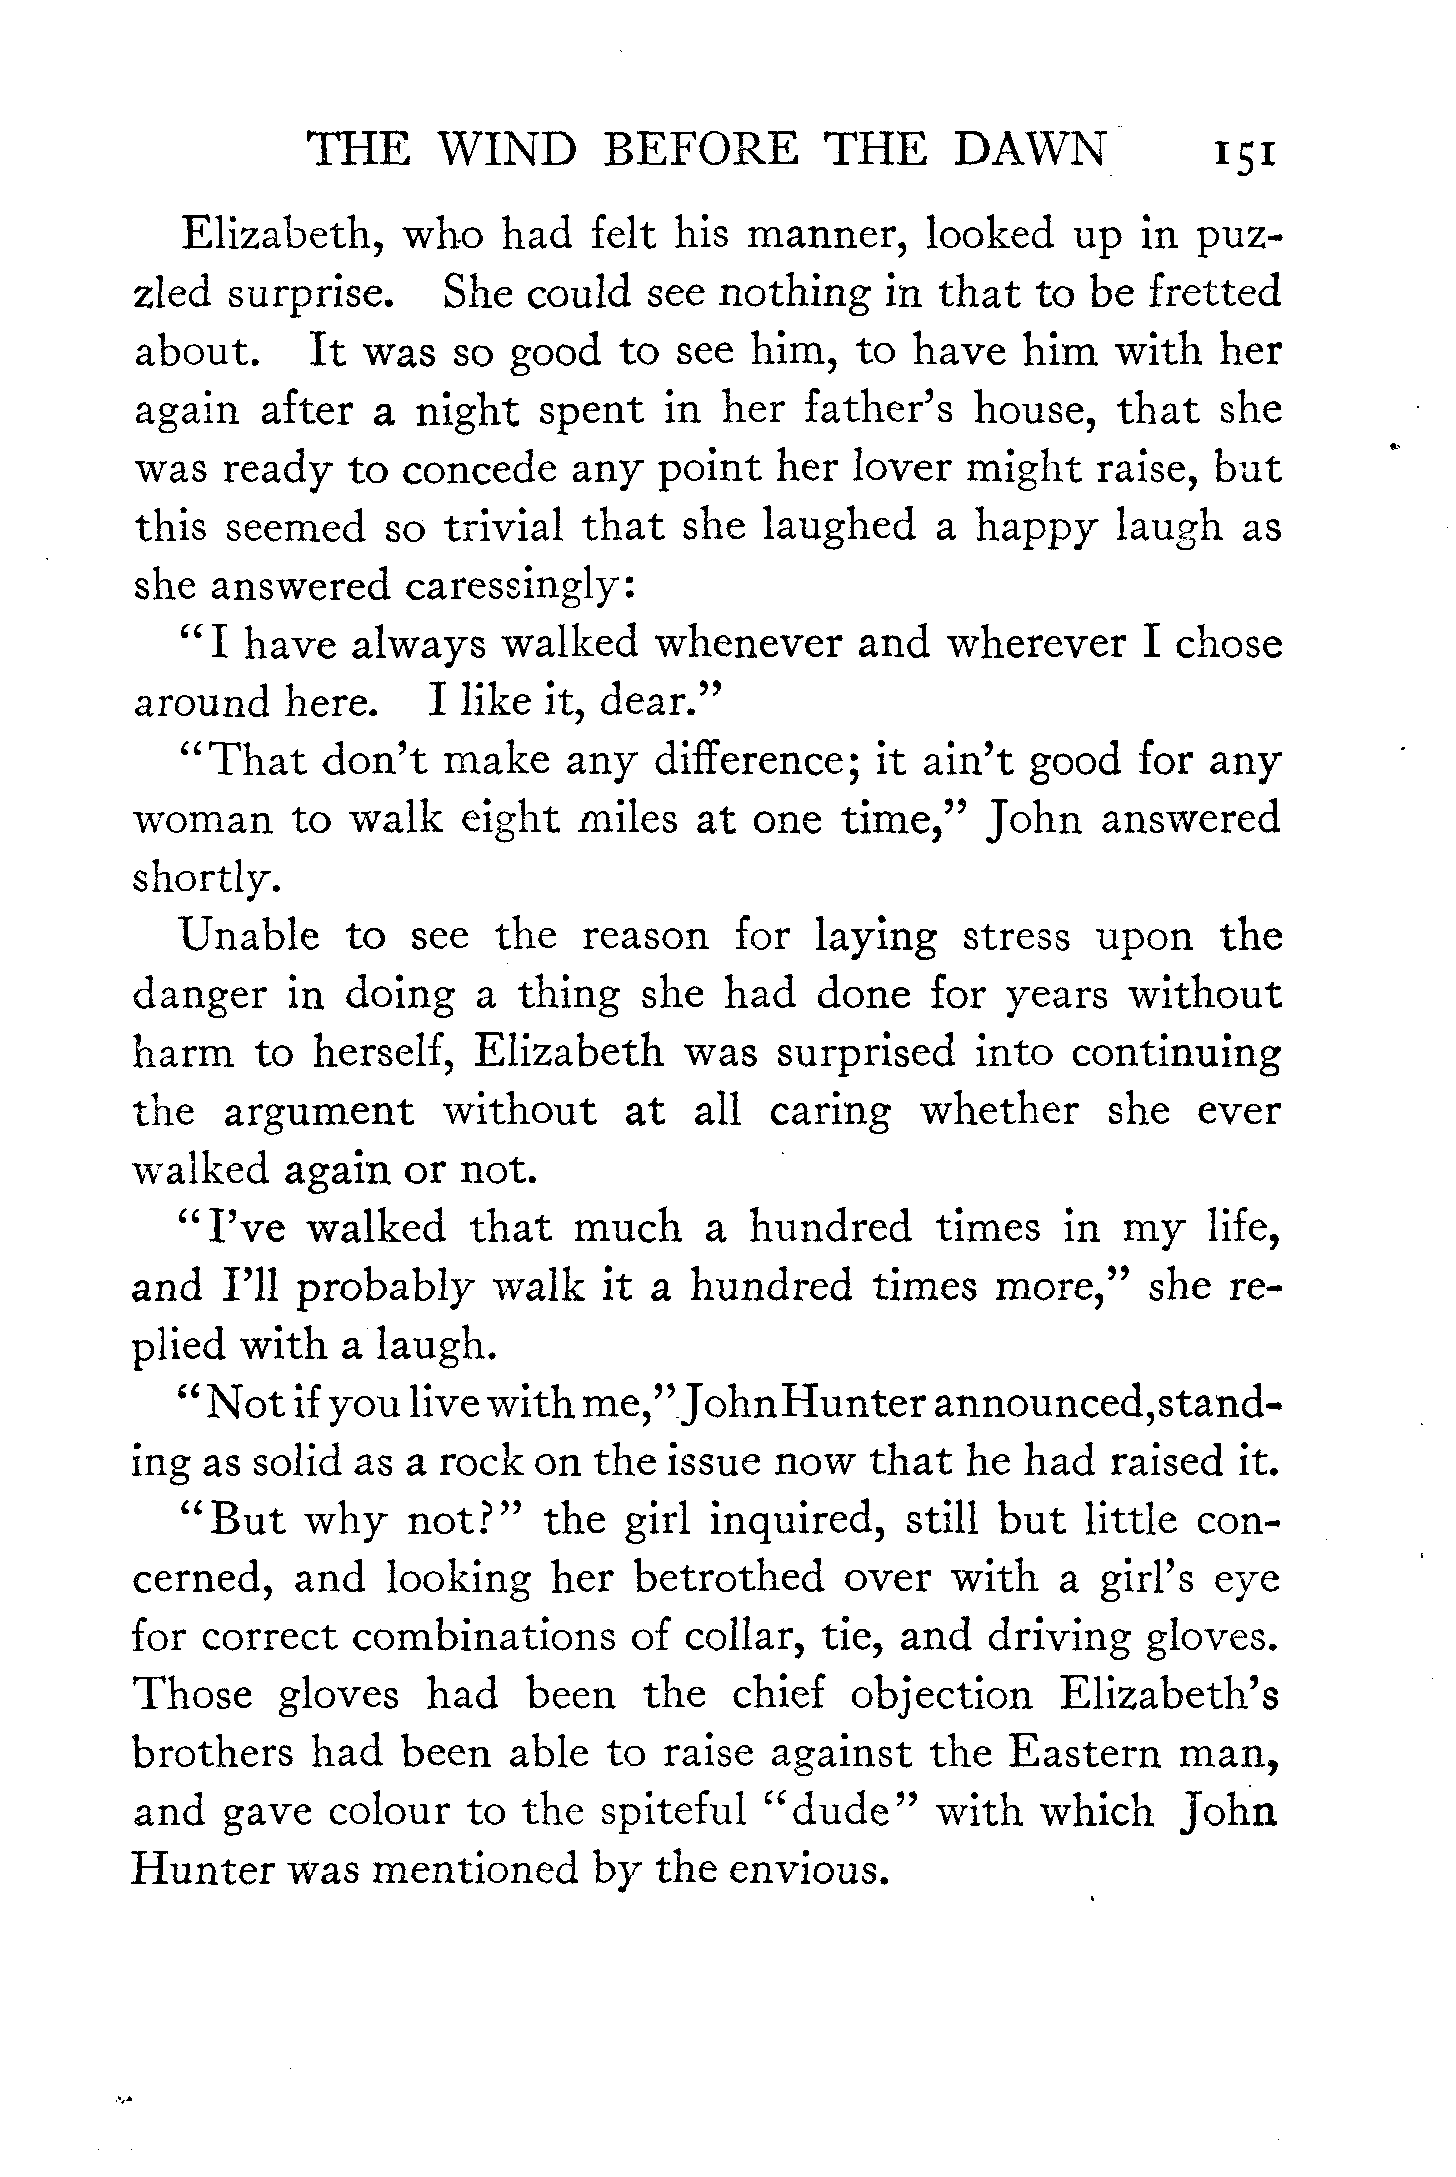 THE WIND BEFORE THE DAWN 151
Elizabeth, who had felt his manner, looked up in puz-
zled surprise. She could see nothing in that to be fretted
about. It was so good to see him, to have him with her
again after a night spent in her father's house, that she
was ready to concede any point her lover might raise, but
this seemed so trivial that she laughed a happy laugh as
she answered caressingly:
"I have always walked whenever and wherever I chose
around here. I like it, dear."
"That don't make any difference; it ain't good for any
woman to walk eight miles at one time," John answered
shortly.
Unable to see the reason for laying stress upon the
danger in doing a thing she had done for years without
harm to herself, Elizabeth was surprised into continuing
the argument without at all caring whether she ever
walked again or not.
"I've walked that much a hundred times in my life,
and I'll probably walk it a hundred times more," she re-
plied with a laugh.
"Not if you live with me," John Hunter announced, stand-
ing as solid as a rock on the issue now that he had raised it.
"But why not?" the girl inquired, still but little con-
cerned, and looking her betrothed over with a girl's eye
for correct combinations of collar, tie, and driving gloves.
Those gloves had been the chief objection Elizabeth's
brothers had been able to raise against the Eastern man,
and gave colour to the spiteful "dude" with which John
Hunter was mentioned by the envious.